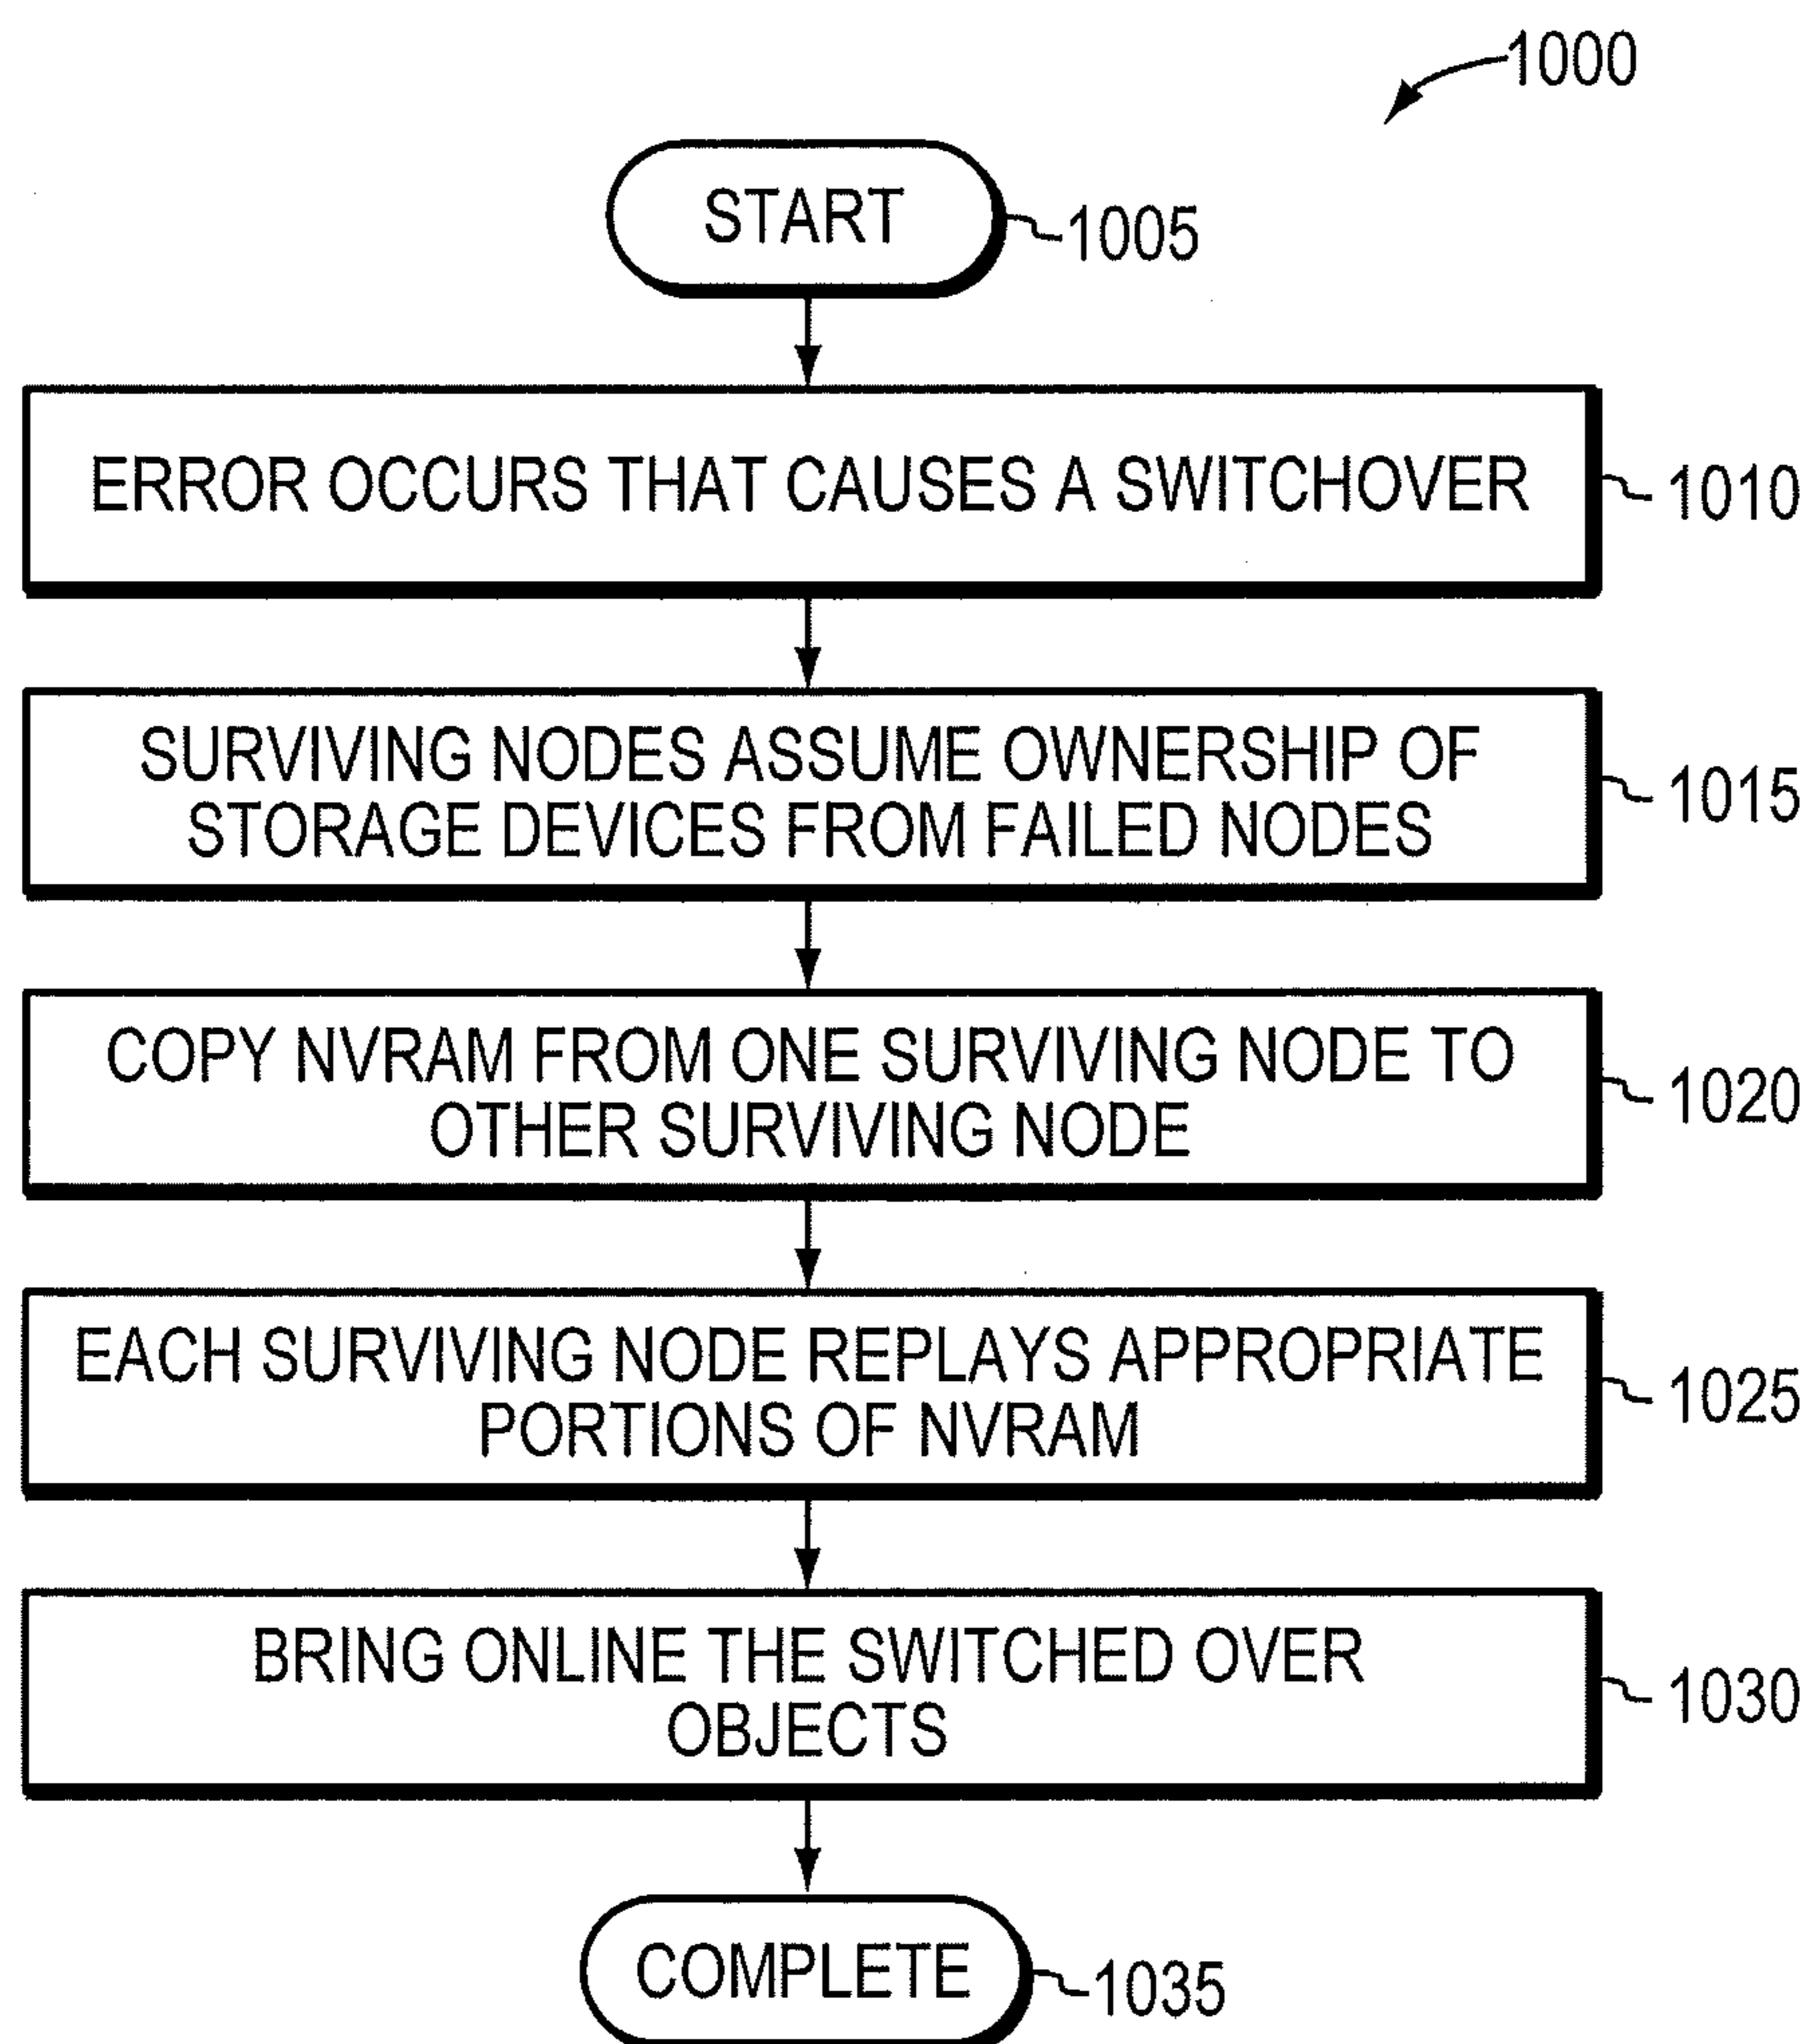 1000
START
1005
ERROR OCCURS THAT CAUSES A SWITCHOVER
1010
SURVIVING NODES ASSUME OWNERSHIP OF
STORAGE DEVICES FROM FAILED NODES
1015
COPY NVRAM FROM ONE SURVIVING NODE TO
OTHER SURVIVING NODE
1020
EACH SURVIVING NODE REPLAYS APPROPRIATE
PORTIONS OF NVRAM
1025
BRING ONLINE THE SWITCHED OVER
OBJECTS
1030
COMPLETE
1035